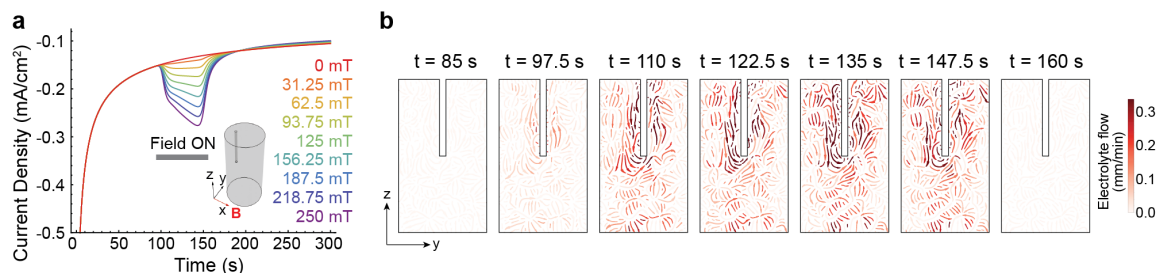 a
Current Density (mA/cm²)
-0.1
-0.2
-0.3
-0.4
-0.5
0
50
100
150
200
250
300
Time (s)
Field ON
z
y
x
B
0 mT
31.25 mT
62.5 mT
93.75 mT
125 mT
156.25 mT
187.5 mT
218.75 mT
250 mT
b
t = 85 s
t = 97.5 s
t = 110 s
t = 122.5 s
t = 135 s
t = 147.5 s
t = 160 s
z
y
Electrolyte flow
(mm/min)
0.3
0.2
0.1
0.0